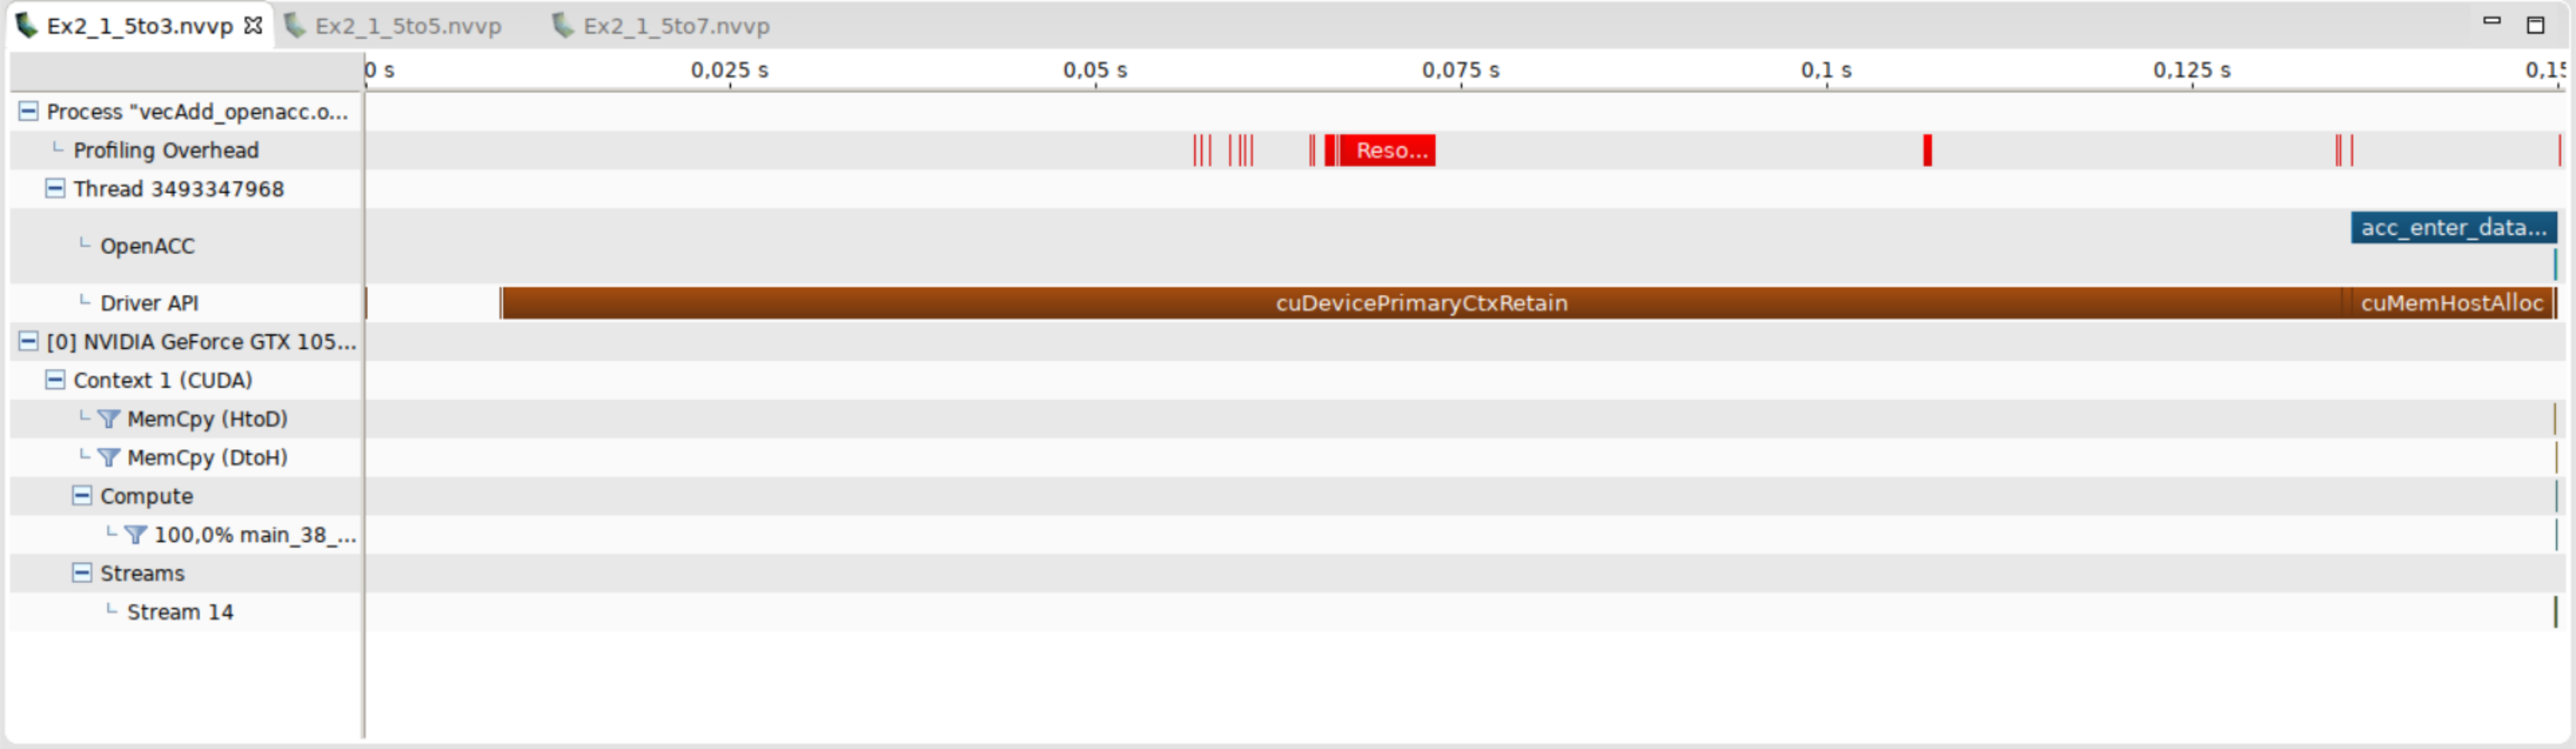 Ex2_1_5to3.nvvp Ex2_1_5to5.nvvp Ex2_1_5to7.nvvp
0 s 0,025 s 0,05 s 0,075 s 0,1 s 0,125 s 0,15
Process "vecAdd_openacc.o...
Profiling Overhead Reso...
Thread 3493347968
acc_enter_data...
OpenACC
Driver API cuDevicePrimaryCtxRetain cuMemHostAlloc
[0] NVIDIA GeForce GTX 105...
Context 1 (CUDA)
MemCpy (HtoD)
MemCpy (DtoH)
Compute
100,0% main_38_...
Streams
Stream 14